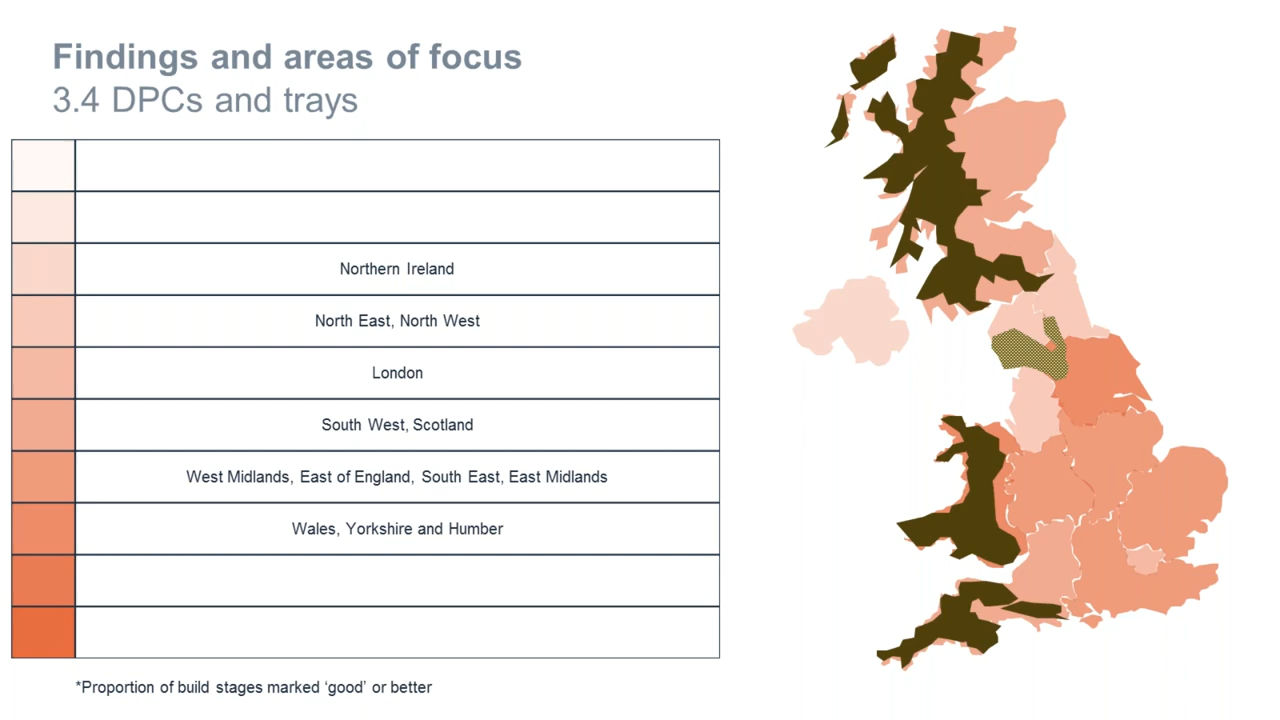 Findings and areas of focus
3.4 DPCs and trays
Northern Ireland
North East, North West
London
South West, Scotland
West Midlands, East of England, South East, East Midlands
Wales, Yorkshire and Humber
*Proportion of build stages marked ‘good’ or better